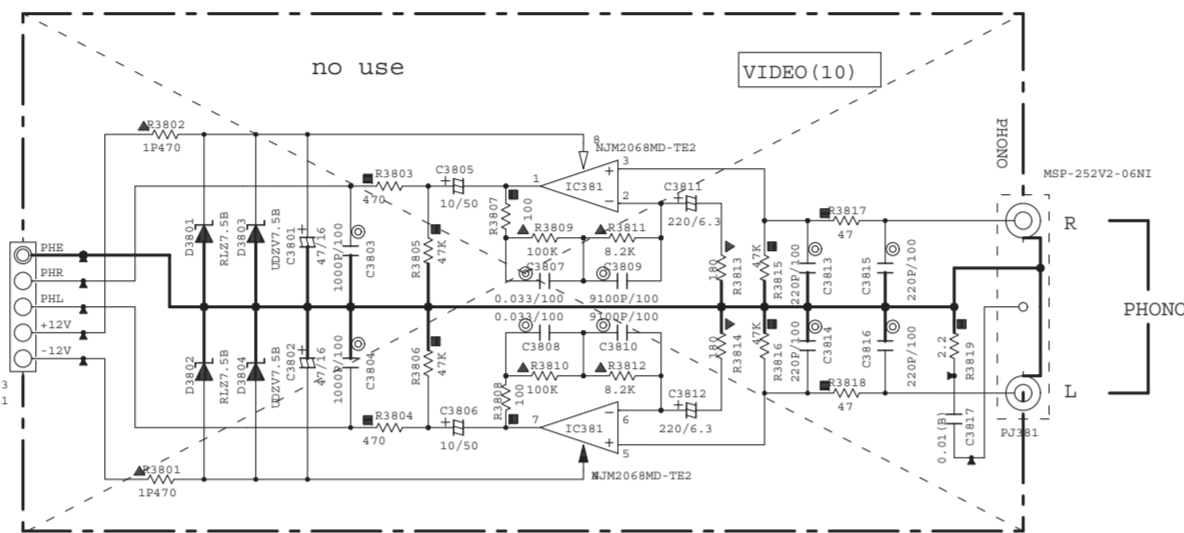 no use
VIDEO(10)
R3802
1P470
8
NJM2068MD-TE2
PHONO
MSP-252V2-06NI
R3803
470
C3805
10/50
1
3
IC381
2
C3811
220/6.3
R3807
100
R3809
100K
R3811
8.2K
C3807
0.033/100
C3809
9100P/100
R3817
47
R
D3801
RLZ7.5B
D3803
UDZV7.5B
C3801
47/16
1000P/100
C3803
R3805
47K
180
R3813
47K
R3815
220P/100
C3813
C3815
220P/100
PHE
PHR
PHL
+12V
-12V
3
1
PHONO
0.033/100
9100P/100
C3808
C3810
R3810
100K
R3812
8.2K
D3802
RLZ7.5B
D3804
UDZV7.5B
C3802
47/16
1000P/100
C3804
R3806
47K
180
R3814
47K
R3816
220P/100
C3814
C3816
220P/100
2.2
R3819
R3818
47
L
R3808
100
R3804
470
C3806
10/50
7
IC381
6
5
C3812
220/6.3
0.01(B)
C3817
PJ381
4
NJM2068MD-TE2
R3801
1P470